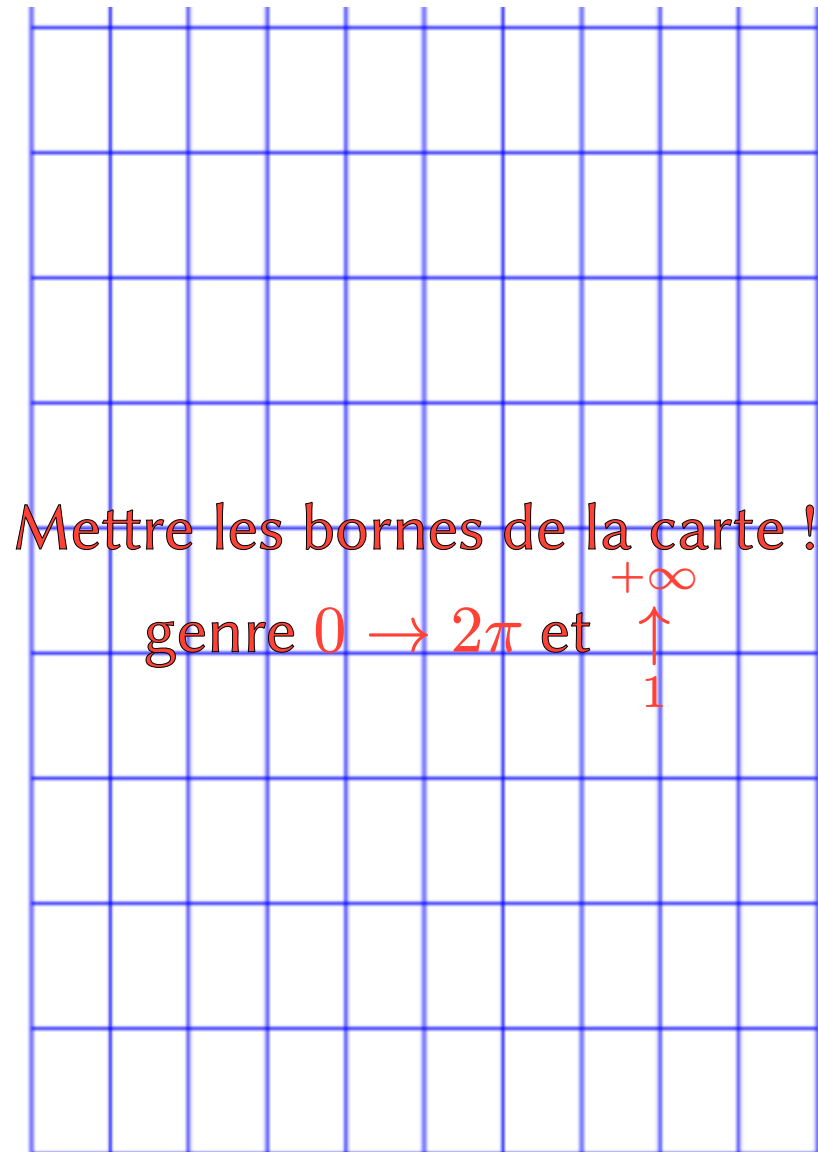 Mettre les bornes de la carte !
+∞
genre 0 → 2π et ↑
1